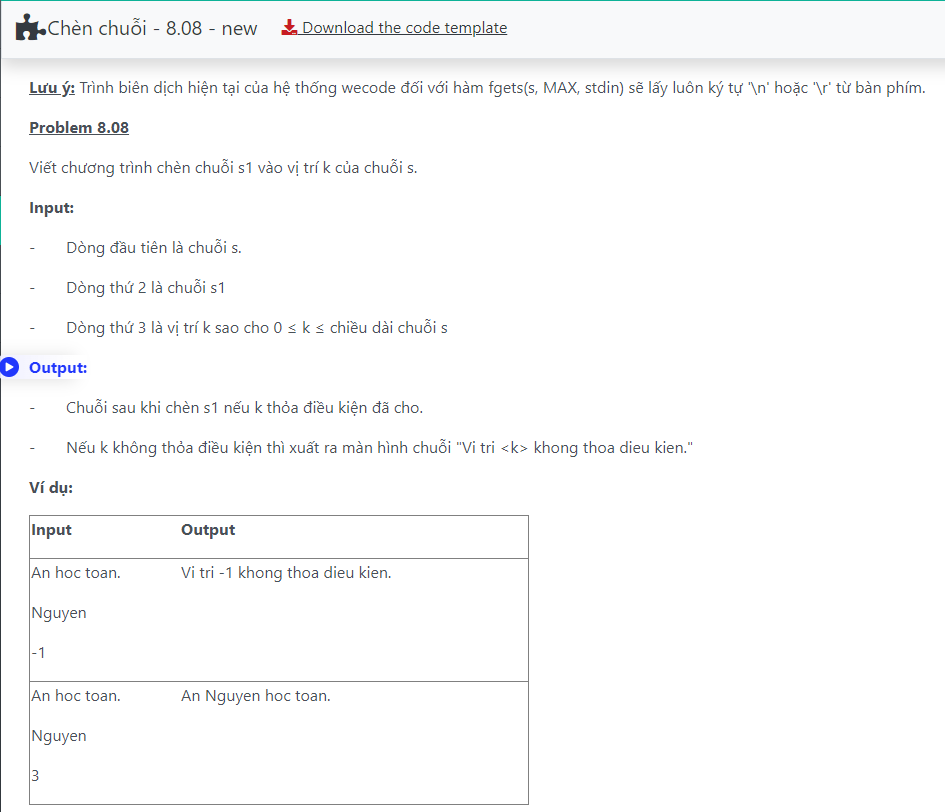 Chèn chuỗi - 8.08 - new Download the code template
Lưu ý: Trình biên dịch hiện tại của hệ thống wecode đối với hàm fgets(s, MAX, stdin) sẽ lấy luôn ký tự '\n' hoặc '\r' từ bàn phím.
Problem 8.08
Viết chương trình chèn chuỗi s1 vào vị trí k của chuỗi s.
Input:
- Dòng đầu tiên là chuỗi s.
- Dòng thứ 2 là chuỗi s1
- Dòng thứ 3 là vị trí k sao cho 0 ≤ k ≤ chiều dài chuỗi s
Output:
- Chuỗi sau khi chèn s1 nếu k thỏa điều kiện đã cho.
- Nếu k không thỏa điều kiện thì xuất ra màn hình chuỗi "Vi tri <k> khong thoa dieu kien."
Ví dụ:
Input Output
An hoc toan. Vi tri -1 khong thoa dieu kien.
Nguyen
-1
An hoc toan. An Nguyen hoc toan.
Nguyen
3